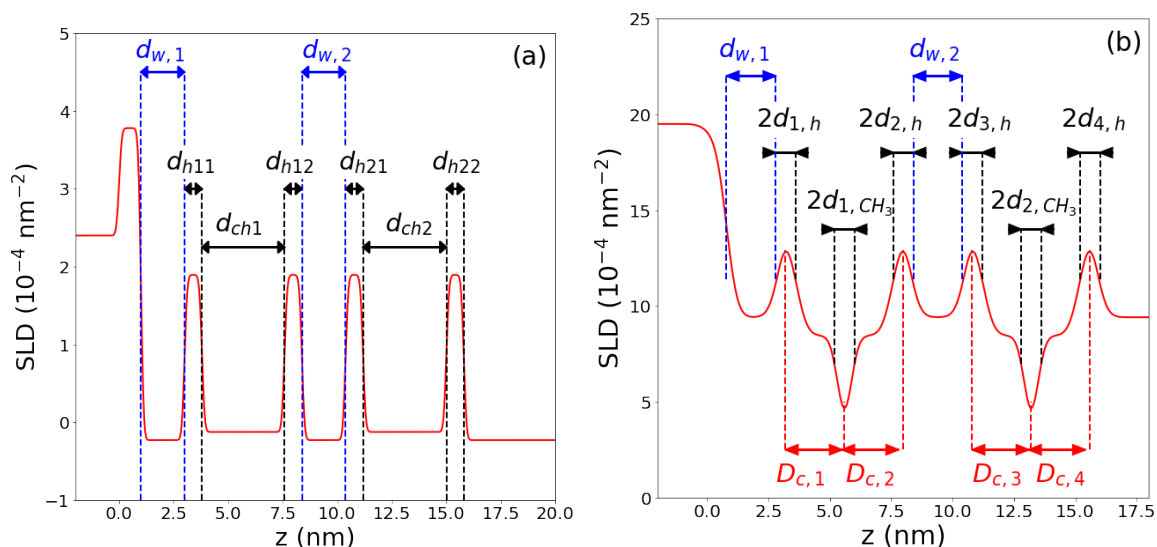 (a)
d_{w,1}
d_{w,2}
d_{h11}
d_{h12}
d_{h21}
d_{h22}
d_{ch1}
d_{ch2}
SLD (10^{-4} nm^{-2})
5
4
3
2
1
0
−1
0.0 2.5 5.0 7.5 10.0 12.5 15.0 17.5 20.0
z (nm)
(b)
d_{w,1}
d_{w,2}
2d_{1,h}
2d_{2,h}
2d_{3,h}
2d_{4,h}
2d_{1,CH_3}
2d_{2,CH_3}
D_{c,1}
D_{c,2}
D_{c,3}
D_{c,4}
SLD (10^{-4} nm^{-2})
25
20
15
10
5
0
0.0 2.5 5.0 7.5 10.0 12.5 15.0 17.5
z (nm)